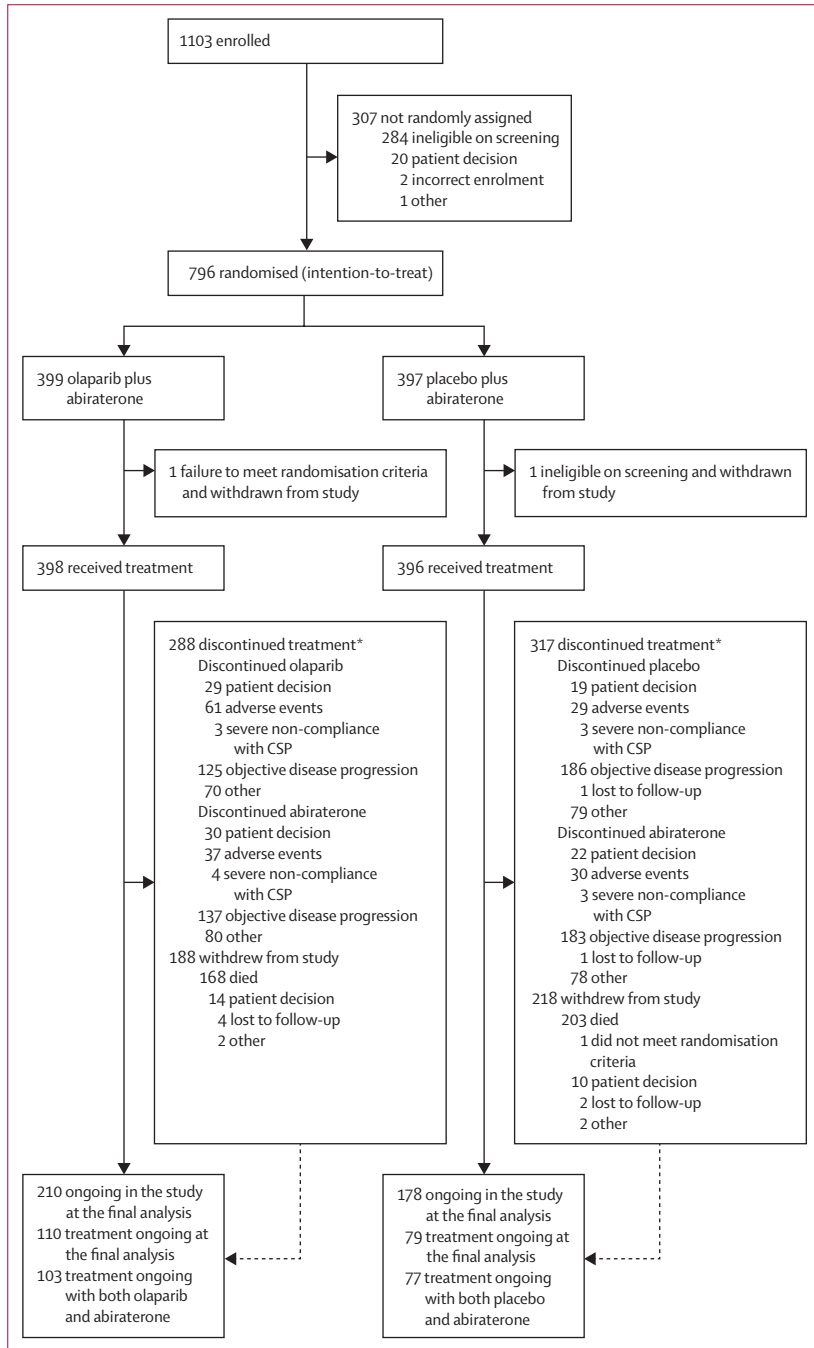 1103 enrolled
307 not randomly assigned
284 ineligible on screening
20 patient decision
2 incorrect enrolment
1 other
796 randomised (intention-to-treat)
399 olaparib plus
abiraterone
397 placebo plus
abiraterone
1 failure to meet randomisation criteria
and withdrawn from study
1 ineligible on screening and withdrawn
from study
398 received treatment
396 received treatment
288 discontinued treatment*
Discontinued olaparib
29 patient decision
61 adverse events
3 severe non-compliance
with CSP
125 objective disease progression
70 other
Discontinued abiraterone
30 patient decision
37 adverse events
4 severe non-compliance
with CSP
137 objective disease progression
80 other
188 withdrew from study
168 died
14 patient decision
4 lost to follow-up
2 other
317 discontinued treatment*
Discontinued placebo
19 patient decision
29 adverse events
3 severe non-compliance
with CSP
186 objective disease progression
1 lost to follow-up
79 other
Discontinued abiraterone
22 patient decision
30 adverse events
3 severe non-compliance
with CSP
183 objective disease progression
1 lost to follow-up
78 other
218 withdrew from study
203 died
1 did not meet randomisation
criteria
10 patient decision
2 lost to follow-up
2 other
210 ongoing in the study
at the final analysis
110 treatment ongoing at
the final analysis
103 treatment ongoing
with both olaparib
and abiraterone
178 ongoing in the study
at the final analysis
79 treatment ongoing at
the final analysis
77 treatment ongoing
with both placebo
and abiraterone